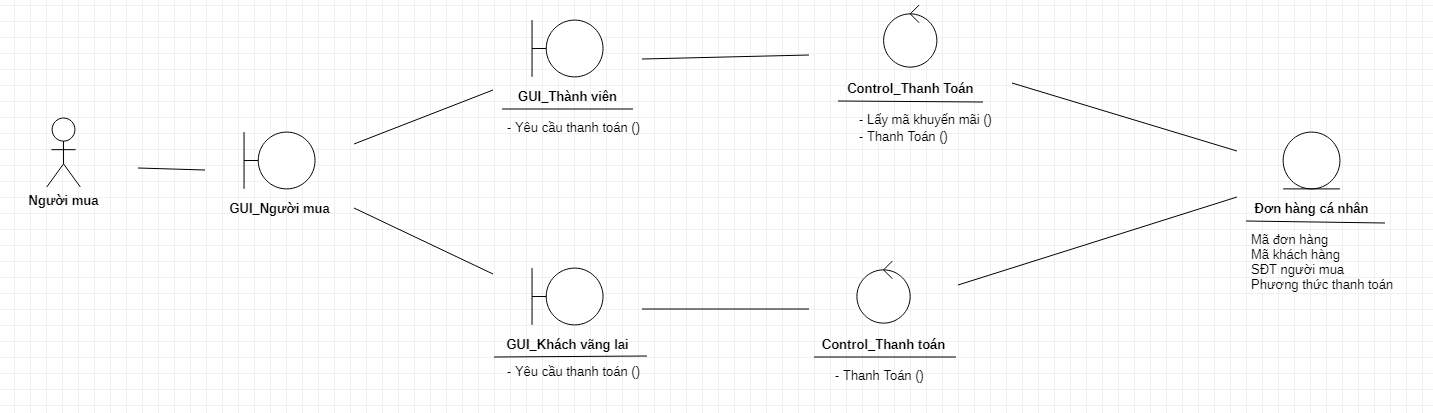 Người mua
GUI_Người mua
GUI_Thành viên
- Yêu cầu thanh toán ()
Control_Thanh Toán
- Lấy mã khuyến mãi ()
- Thanh Toán ()
GUI_Khách vãng lai
- Yêu cầu thanh toán ()
Control_Thanh toán
- Thanh Toán ()
Đơn hàng cá nhân
Mã đơn hàng
Mã khách hàng
SĐT người mua
Phương thức thanh toán